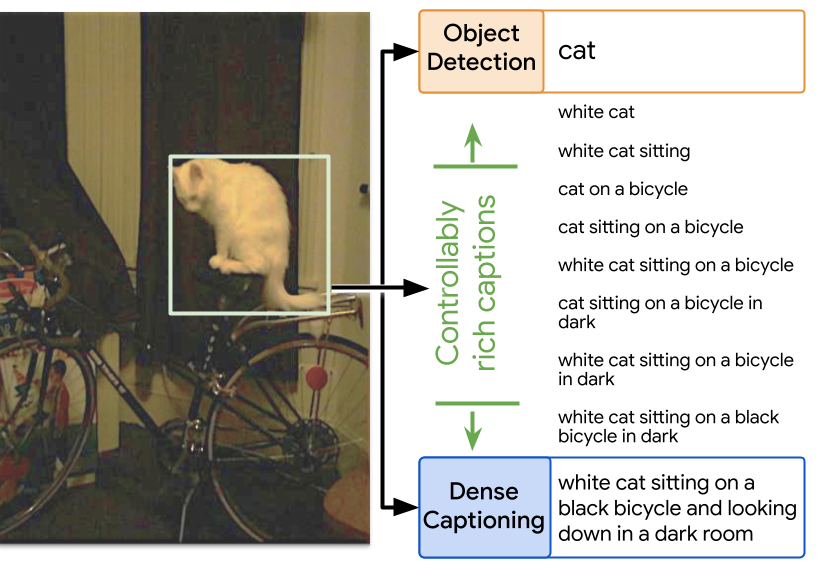 Object
Detection
cat
white cat
white cat sitting
cat on a bicycle
cat sitting on a bicycle
white cat sitting on a bicycle
cat sitting on a bicycle in
dark
white cat sitting on a bicycle
in dark
white cat sitting on a black
bicycle in dark
Controllably
rich captions
Dense
Captioning
white cat sitting on a
black bicycle and looking
down in a dark room